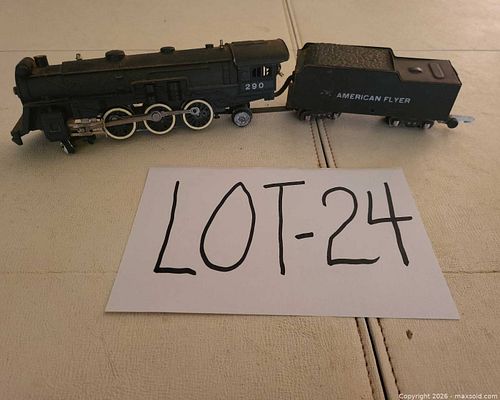 290
AMERICAN FLYER
LOT-24
Copyright 2026 - maxsold.com